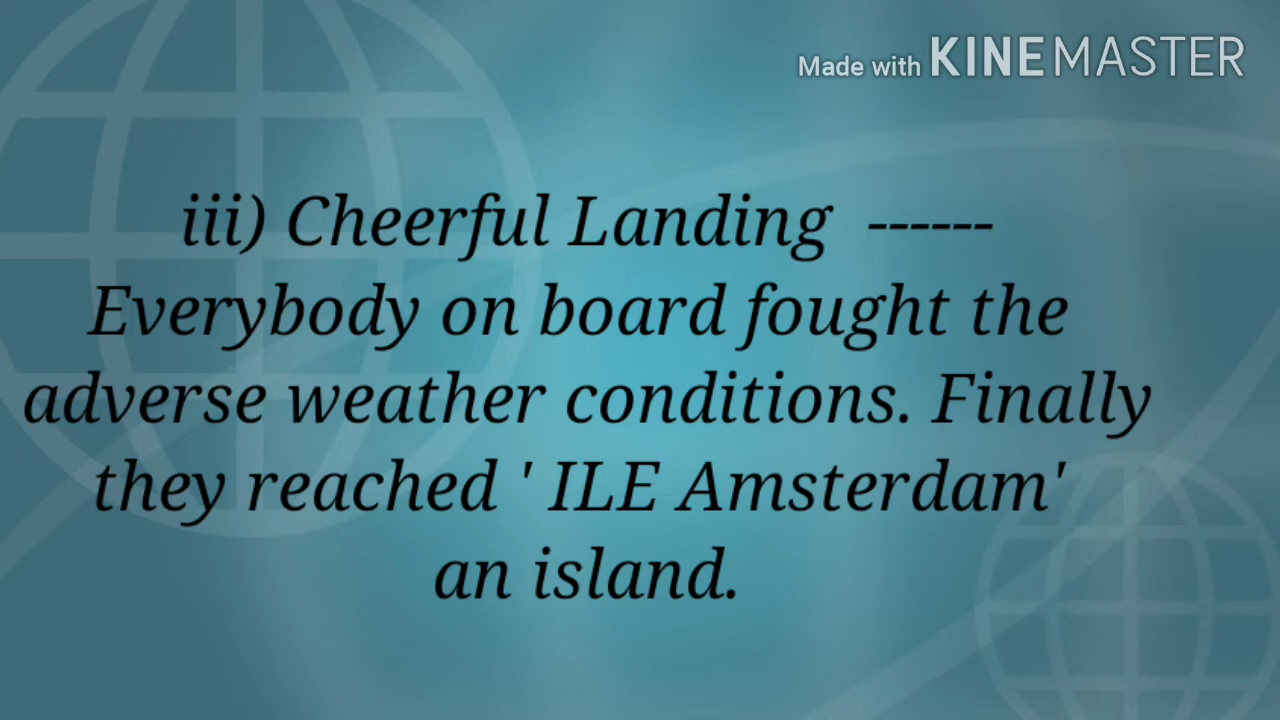 Made with KINEMASTER
iii) Cheerful Landing ------
Everybody on board fought the
adverse weather conditions. Finally
they reached ' ILE Amsterdam'
an island.